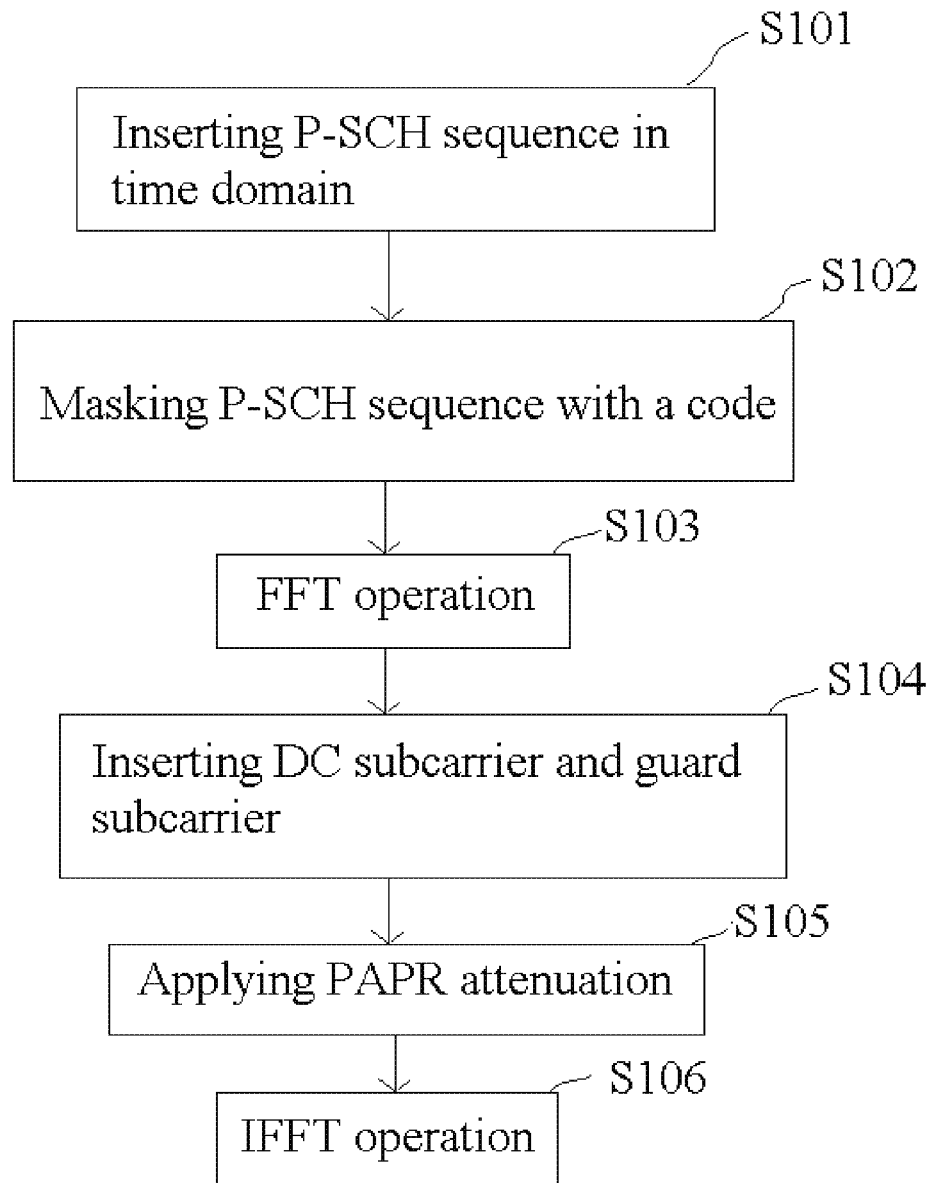 S101
Inserting P-SCH sequence in
time domain
S102
Masking P-SCH sequence with a code
S103
FFT operation
S104
Inserting DC subcarrier and guard
subcarrier
S105
Applying PAPR attenuation
S106
IFFT operation